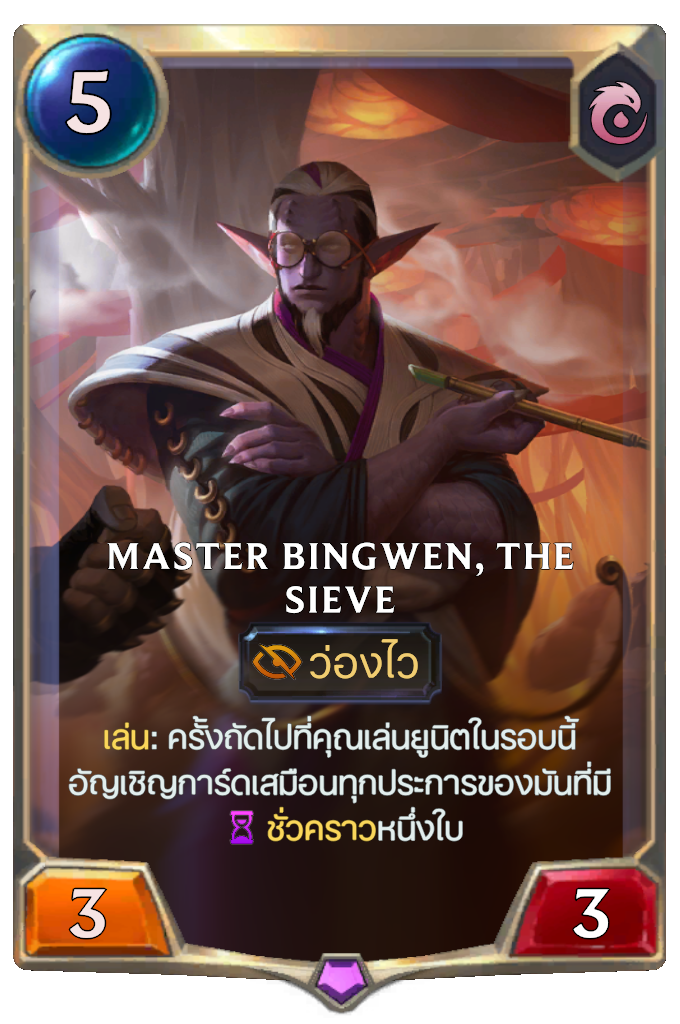 5
MASTER BINGWEN, THE
SIEVE
ว่องไว
เล่น: ครั้งถัดไปที่คุณเล่นยูนิตในรอบนี้
อัญเชิญการ์ดเสมือนทุกประการของมันที่มี
ชั่วคราวหนึ่งใบ
3
3